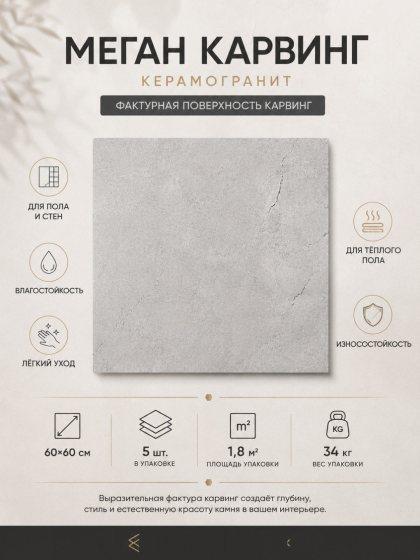 МЕГАН КАРВИНГ
КЕРАМОГРАНИТ
ФАКТУРНАЯ ПОВЕРХНОСТЬ КАРВИНГ
ДЛЯ ПОЛА
И СТЕН
ВЛАГОСТОЙКОСТЬ
ЛЁГКИЙ УХОД
ДЛЯ ТЁПЛОГО
ПОЛА
ИЗНОСОСТОЙКОСТЬ
60×60 см
5 шт.
В УПАКОВКЕ
m²
1,8 м²
ПЛОЩАДЬ УПАКОВКИ
KG
34 кг
ВЕС УПАКОВКИ
Выразительная фактура карвинг создаёт глубину,
стиль и естественную красоту камня в вашем интерьере.